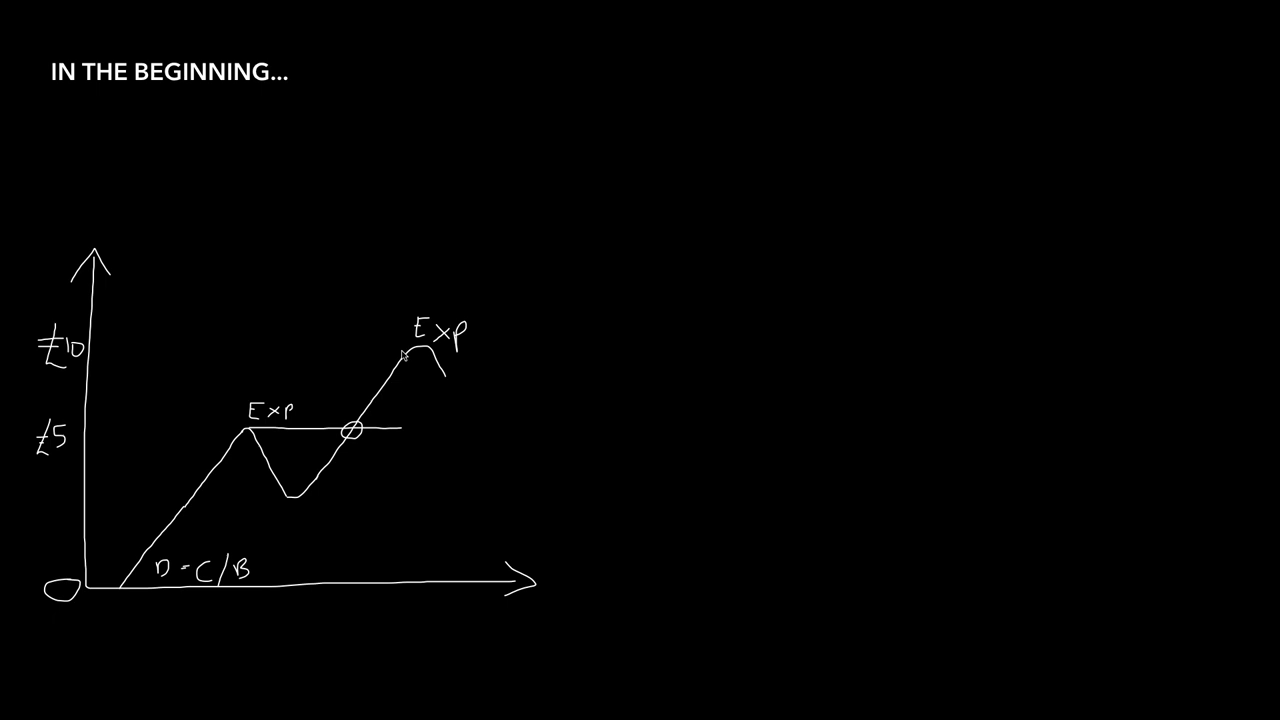 IN THE BEGINNING...
Exp
£10
Exp
£5
D = C/B
0